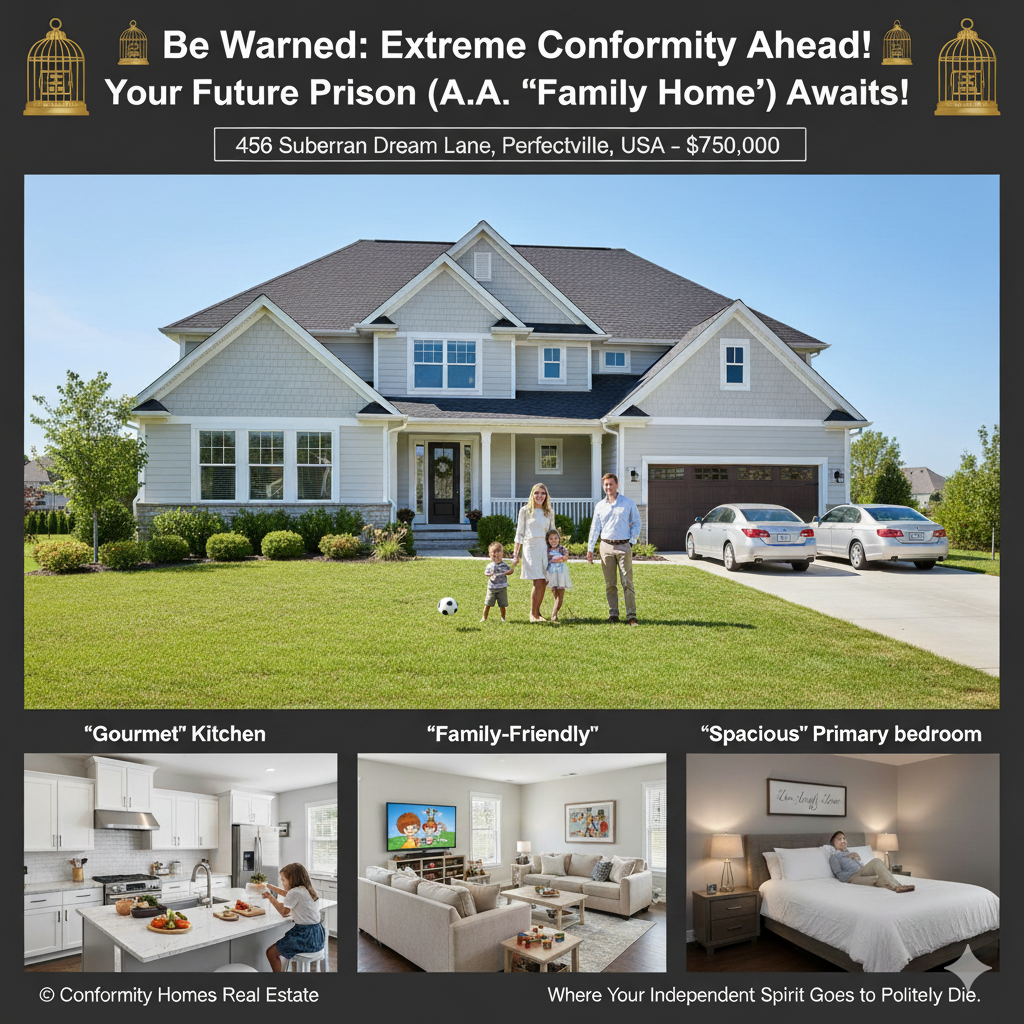 Be Warned: Extreme Conformity Ahead!
Your Future Prison (A.A. “Family Home’) Awaits!
456 Suberran Dream Lane, Perfectville, USA – $750,000
“Gourmet" Kitchen
“Family-Friendly"
“Spacious" Primary bedroom
© Conformity Homes Real Estate
Where Your Independent Spirit Goes to Politely Die.